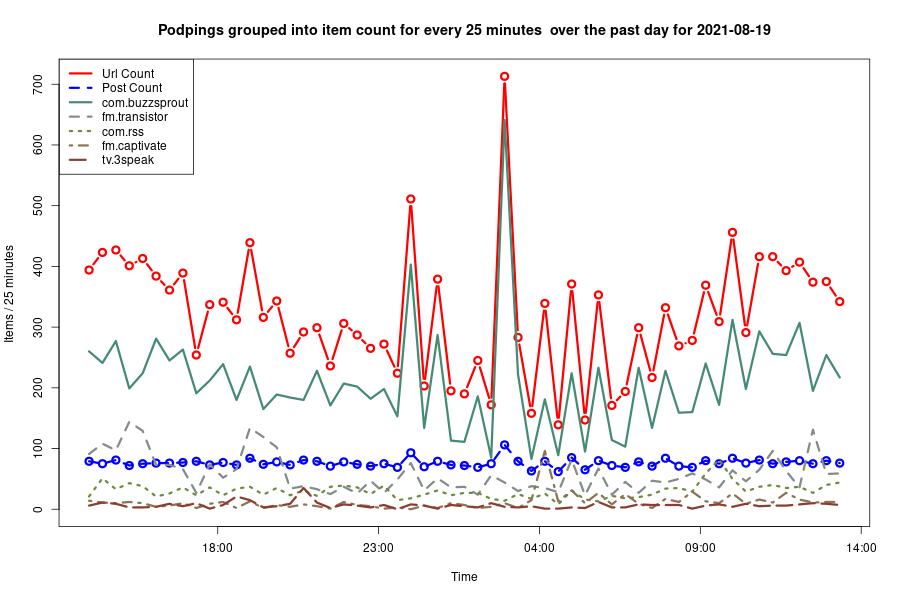 Podpings grouped into item count for every 25 minutes  over the past day for 2021-08-19
Url Count
Post Count
com.buzzsprout
fm.transistor
com.rss
fm.captivate
tv.3speak
Items / 25 minutes
700
600
500
400
300
200
100
0
18:00
23:00
04:00
09:00
14:00
Time